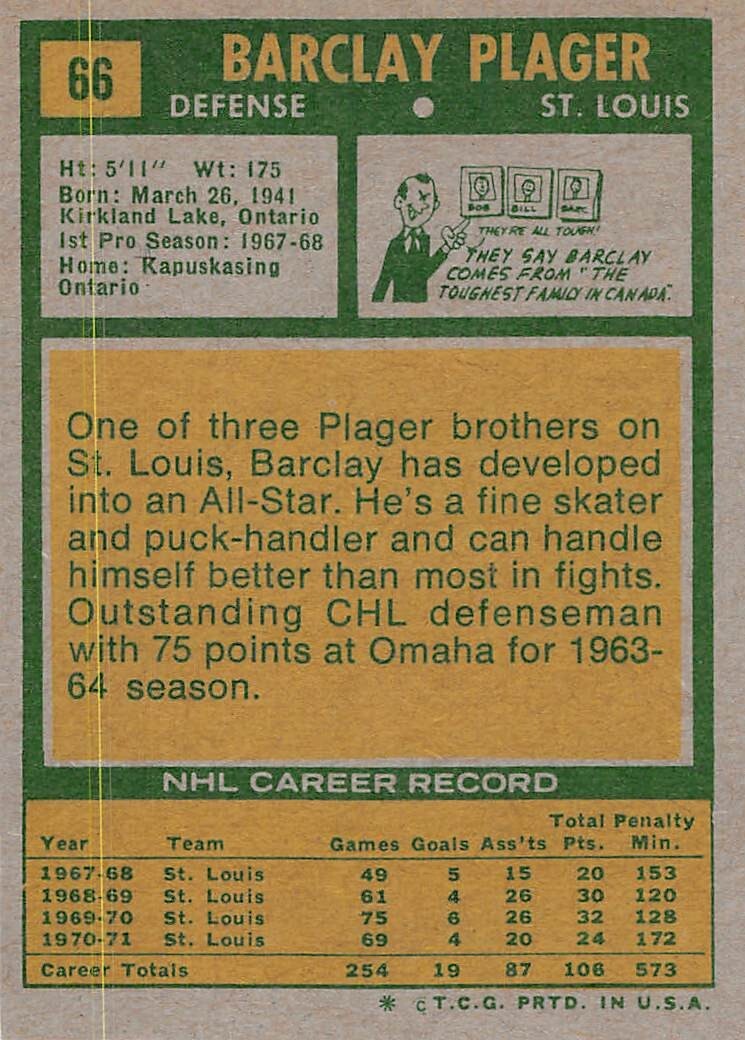 66
BARCLAY PLAGER
DEFENSE ● ST. LOUIS
Ht: 5'11" Wt: 175
Born: March 26, 1941
Kirkland Lake, Ontario
1st Pro Season: 1967-68
Home: Kapuskasing
Ontario
BOB BILL BARC.
THEY'RE ALL TOUGH!
THEY SAY BARCLAY
COMES FROM "THE
TOUGHEST FAMILY IN CANADA".
One of three Plager brothers on
St. Louis, Barclay has developed
into an All-Star. He's a fine skater
and puck-handler and can handle
himself better than most in fights.
Outstanding CHL defenseman
with 75 points at Omaha for 1963-
64 season.
NHL CAREER RECORD
Total Penalty
Year Team Games Goals Ass'ts Pts. Min.
1967-68 St. Louis 49 5 15 20 153
1968-69 St. Louis 61 4 26 30 120
1969-70 St. Louis 75 6 26 32 128
1970-71 St. Louis 69 4 20 24 172
Career Totals 254 19 87 106 573
* © T.C.G. PRTD. IN U.S.A.